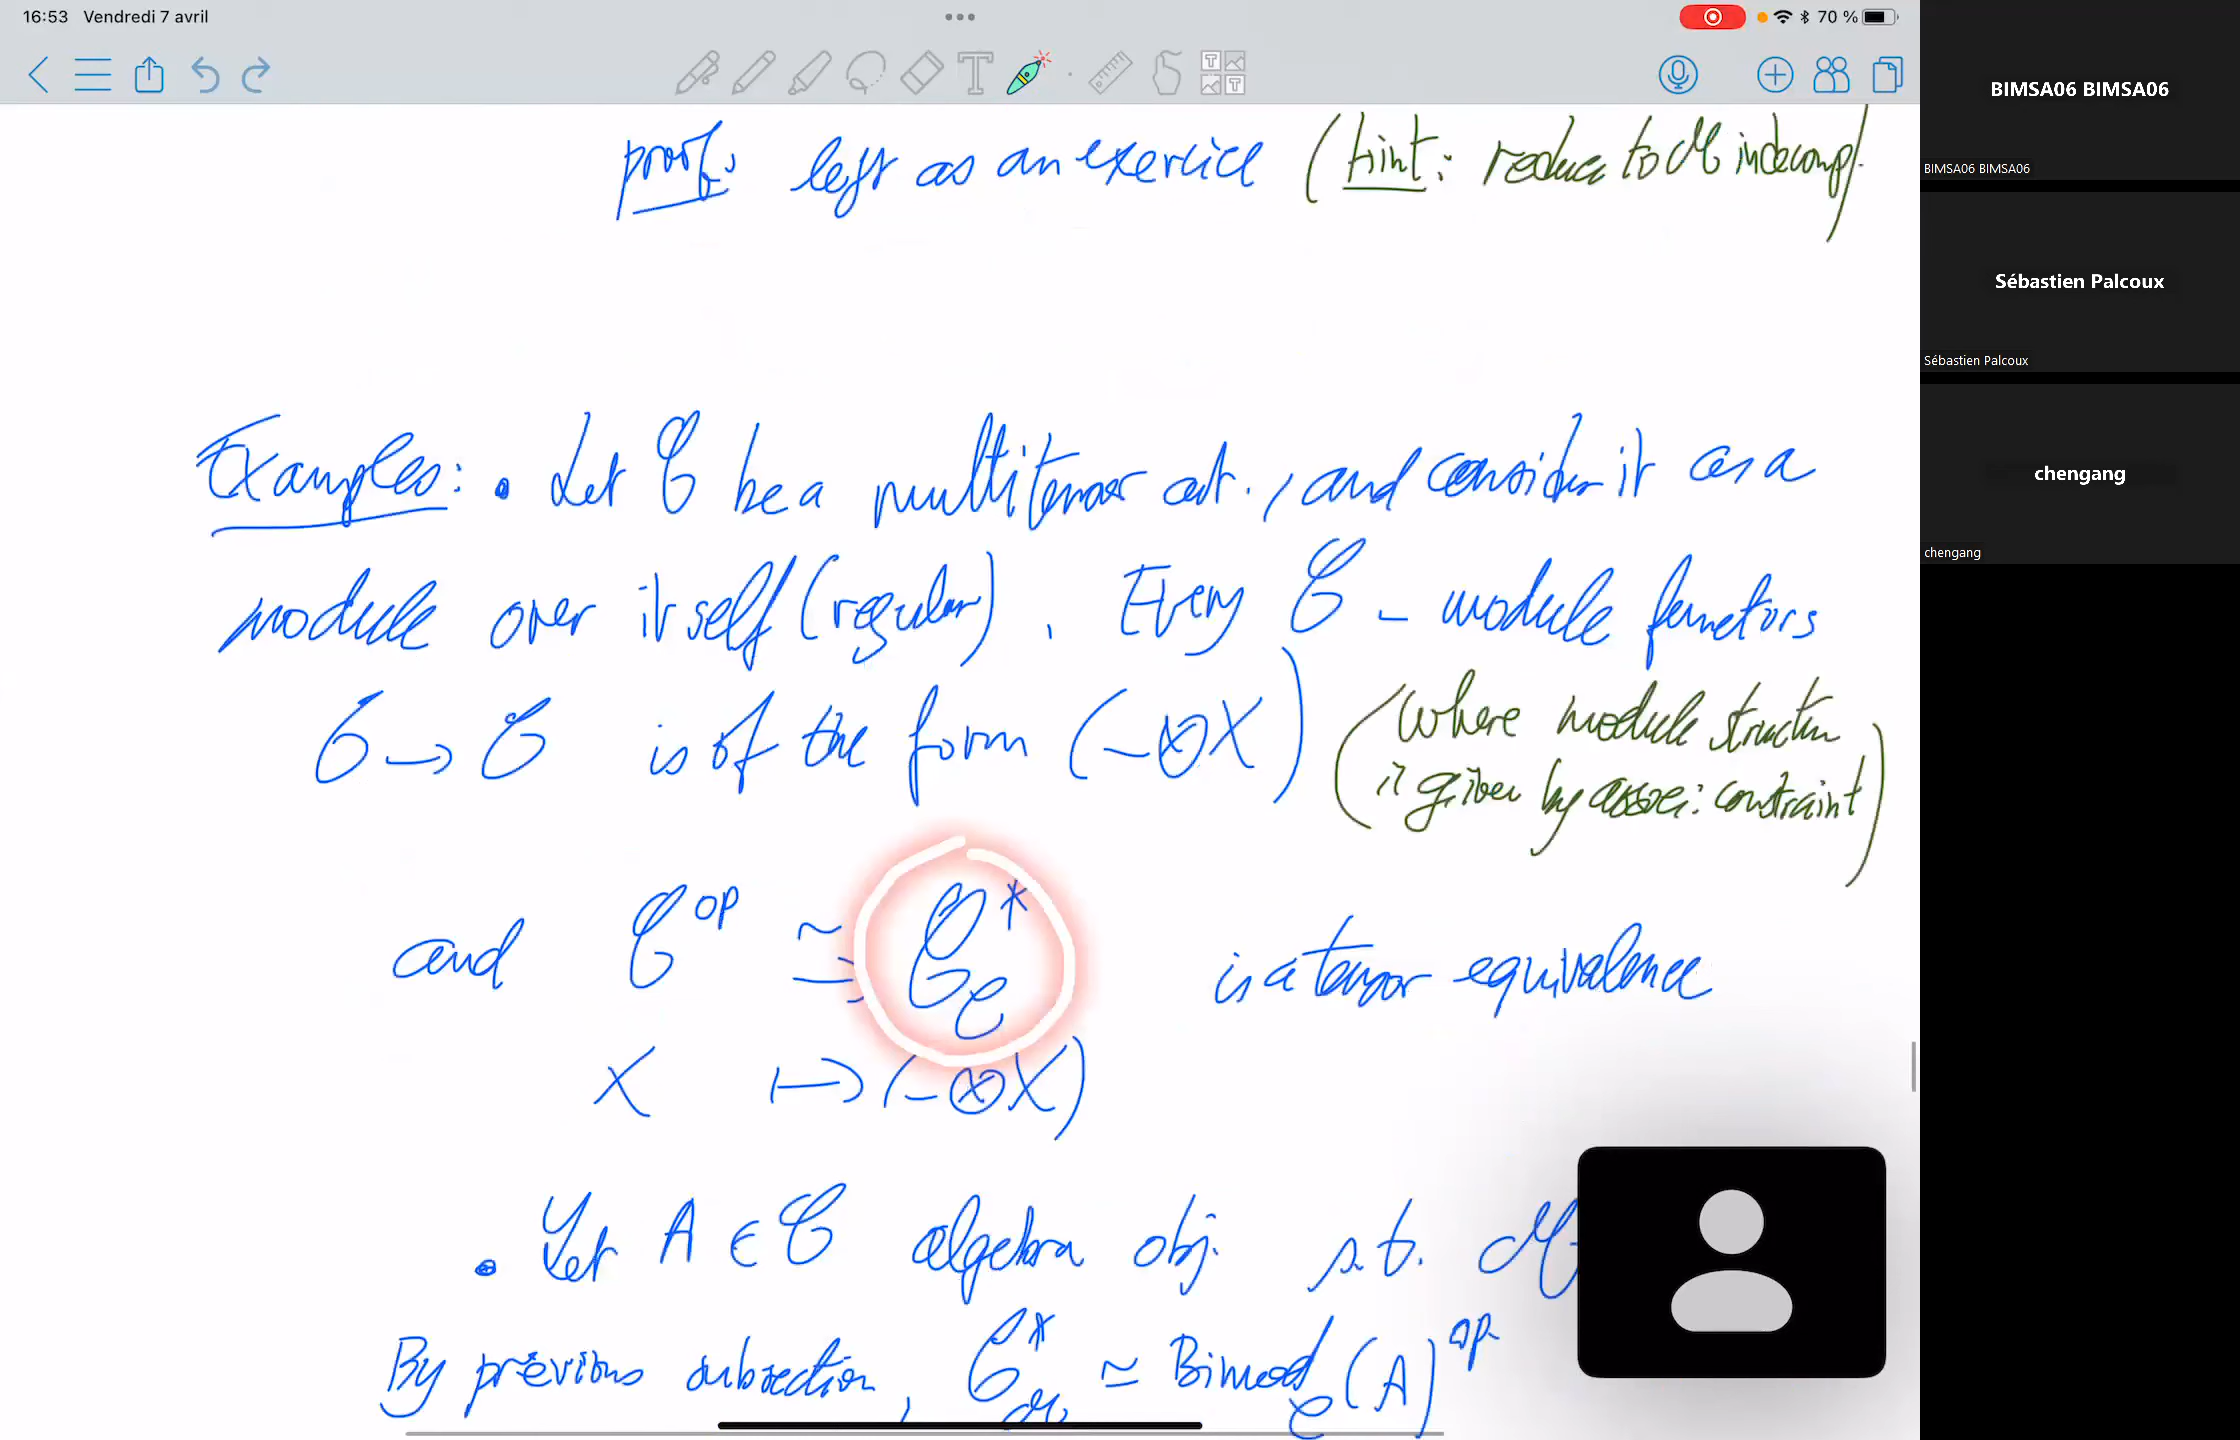 16:53 Vendredi 7 avril
70 %
proof: left as an exercice (hint: reduce to M indecomp).
Examples: • Let C be a multitensor cat., and consider it as a
module over itself (regular). Every C-module functors
C → C is of the form (- ⊗ X) (where module structure
is given by assoc. constraint)
and C^op ≃ C*_C is a tensor equivalence
X ↦ (- ⊗ X)
• Let A ∈ C algebra obj. s.t. M
By previous subsection, C*_M ≃ Bimod_C (A)^op
BIMSA06 BIMSA06
BIMSA06 BIMSA06
Sébastien Palcoux
Sébastien Palcoux
chengang
chengang